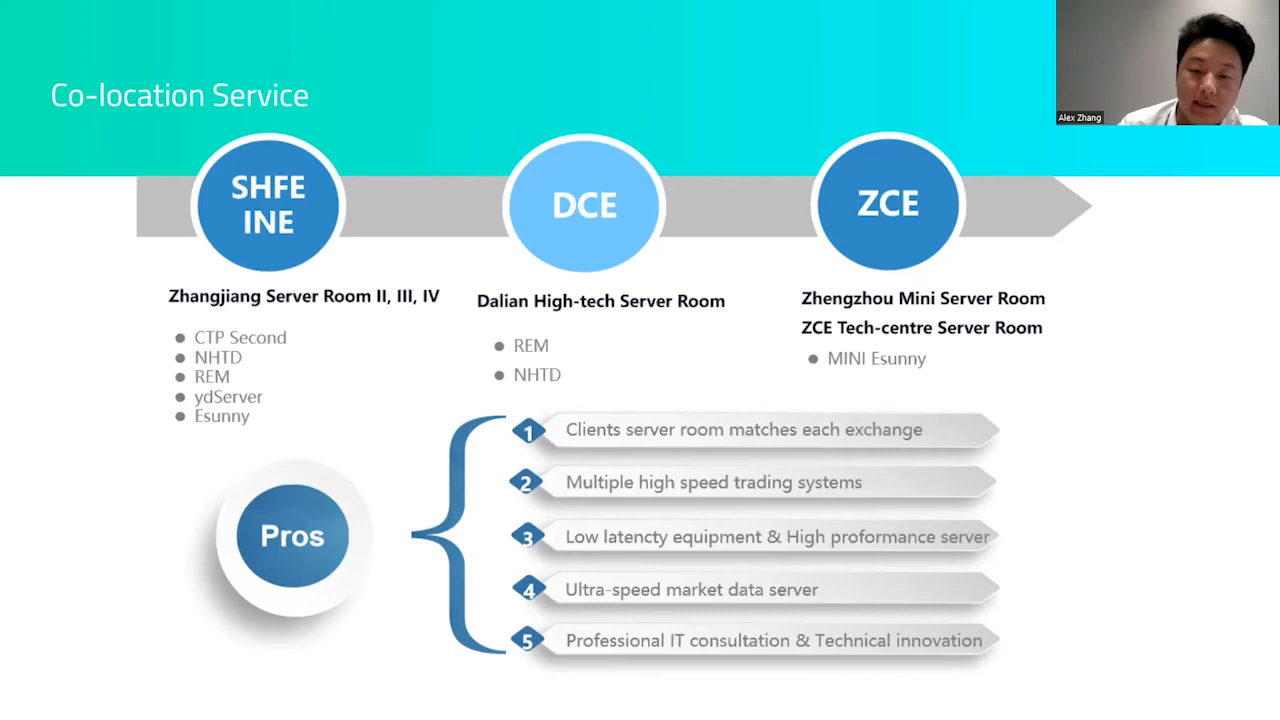 Co-location Service
Alex Zhang
SHFE
INE
DCE
ZCE
Zhangjiang Server Room II, III, IV
CTP Second
NHTD
REM
ydServer
Esunny
Dalian High-tech Server Room
REM
NHTD
Zhengzhou Mini Server Room
ZCE Tech-centre Server Room
MINI Esunny
Pros
1 Clients server room matches each exchange
2 Multiple high speed trading systems
3 Low latencty equipment & High proformance server
4 Ultra-speed market data server
5 Professional IT consultation & Technical innovation